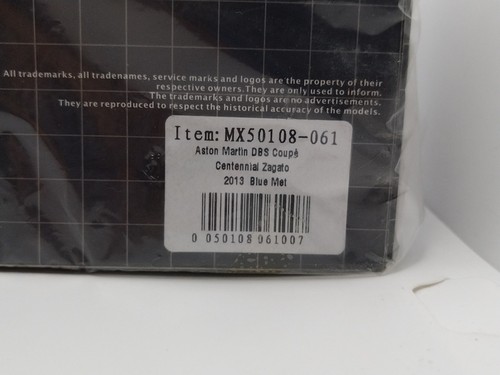 All trademarks, all tradenames, service marks and logos are the property of their
respective owners.They are only used to inform.
The trademarks and logos are no advertisements.
They are reproduced to respect the historical accuracy of the models.
Item:MX50108-061
Aston Martin DBS Coupé
Centennial Zagato
2013 Blue Met
0 050108 061007